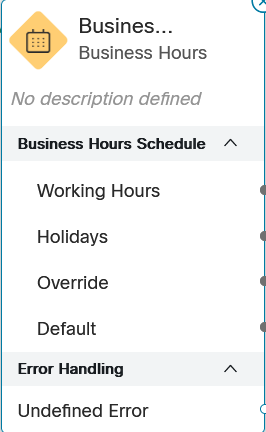 Busines...
Business Hours
No description defined
Business Hours Schedule
Working Hours
Holidays
Override
Default
Error Handling
Undefined Error